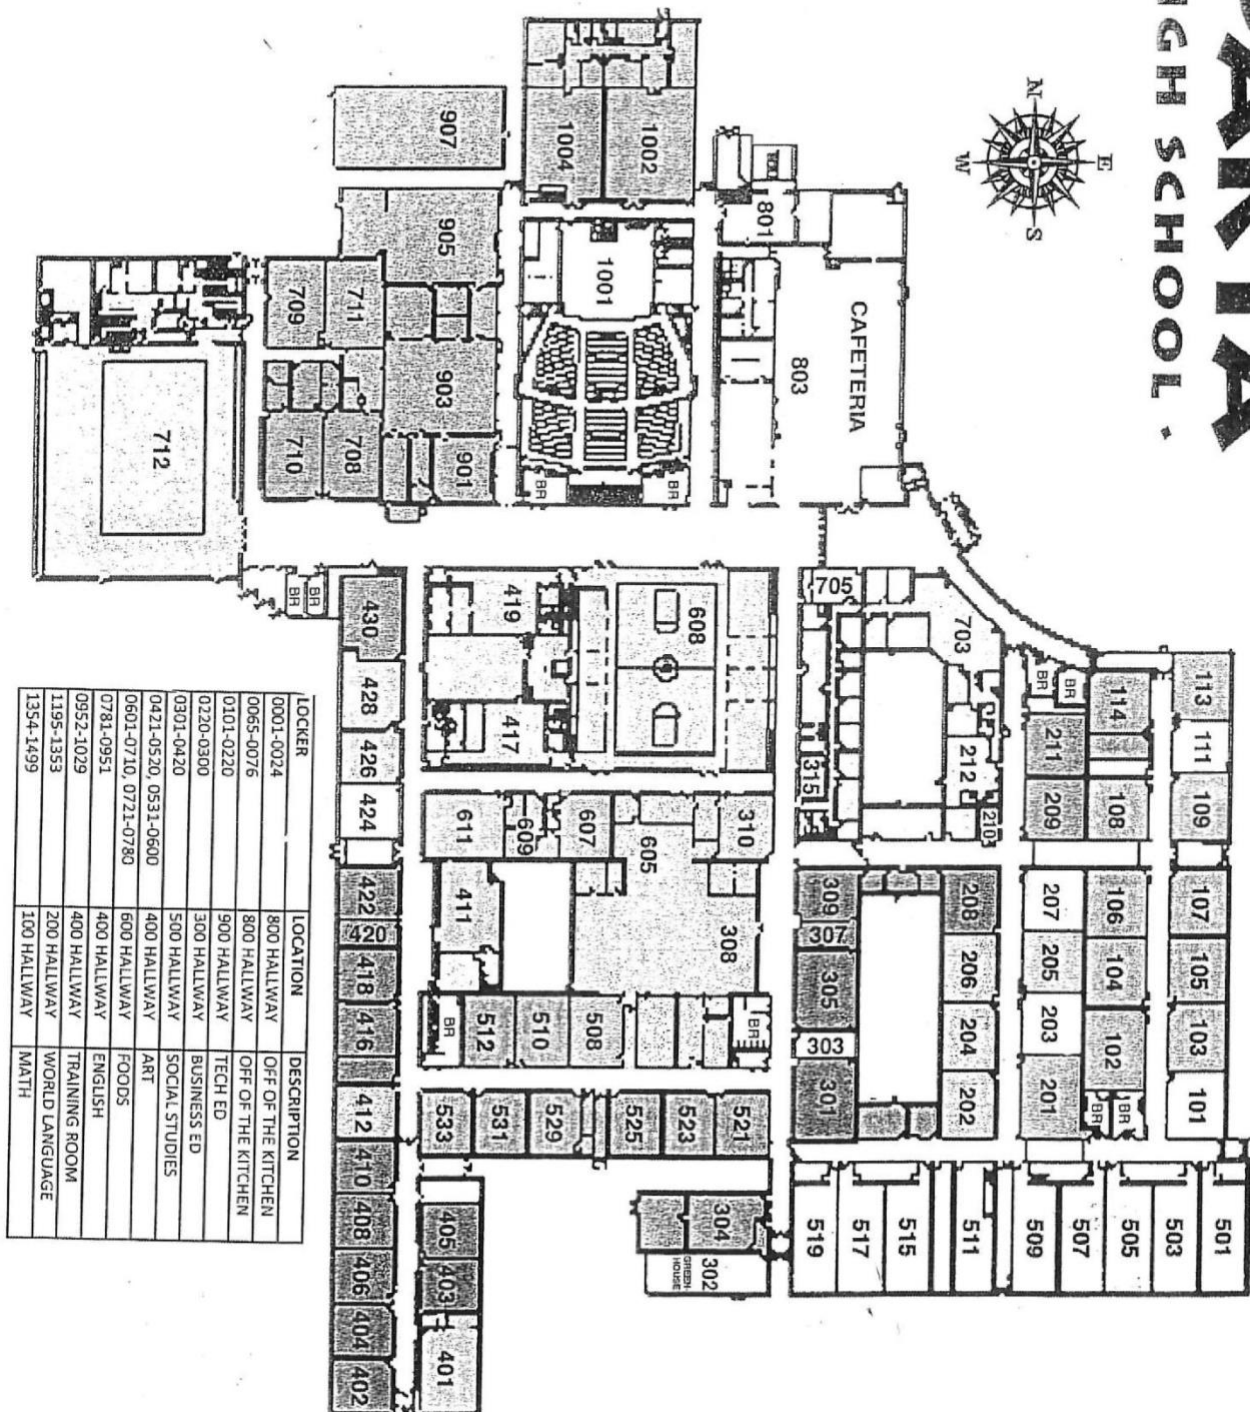 ARTA
IGH SCHOOL ·
N
E
S
W
501
113 111 109 107 105 103 101
503
114 108 106 104 102 BR BR
505
507
BR BR 211 209 207 205 203 201
509
703 212 210 208 206 204 202
511
CAFETERIA
515
803
705 315 309 307 305 303 301
517
519
801
1002
1004
1001
BR
BR
608
310
308
605
BR
521
523
525
304
302
GREEN
HOUSE
907
905
903
901
419
417
607
609
611
411
508
510
512
BR
529
531
533
405
403
401
711
709
708
710
430 428 426 424 422 420 418 416 412 410 408 406 404 402
BR
BR
712
LOCKER LOCATION DESCRIPTION
0001-0024 800 HALLWAY OFF OF THE KITCHEN
0065-0076 800 HALLWAY OFF OF THE KITCHEN
0101-0220 900 HALLWAY TECH ED
0220-0300 300 HALLWAY BUSINESS ED
0301-0420 500 HALLWAY SOCIAL STUDIES
0421-0520, 0531-0600 400 HALLWAY ART
0601-0710, 0721-0780 600 HALLWAY FOODS
0781-0951 400 HALLWAY ENGLISH
0952-1029 400 HALLWAY TRAINING ROOM
1195-1353 200 HALLWAY WORLD LANGUAGE
1354-1499 100 HALLWAY MATH